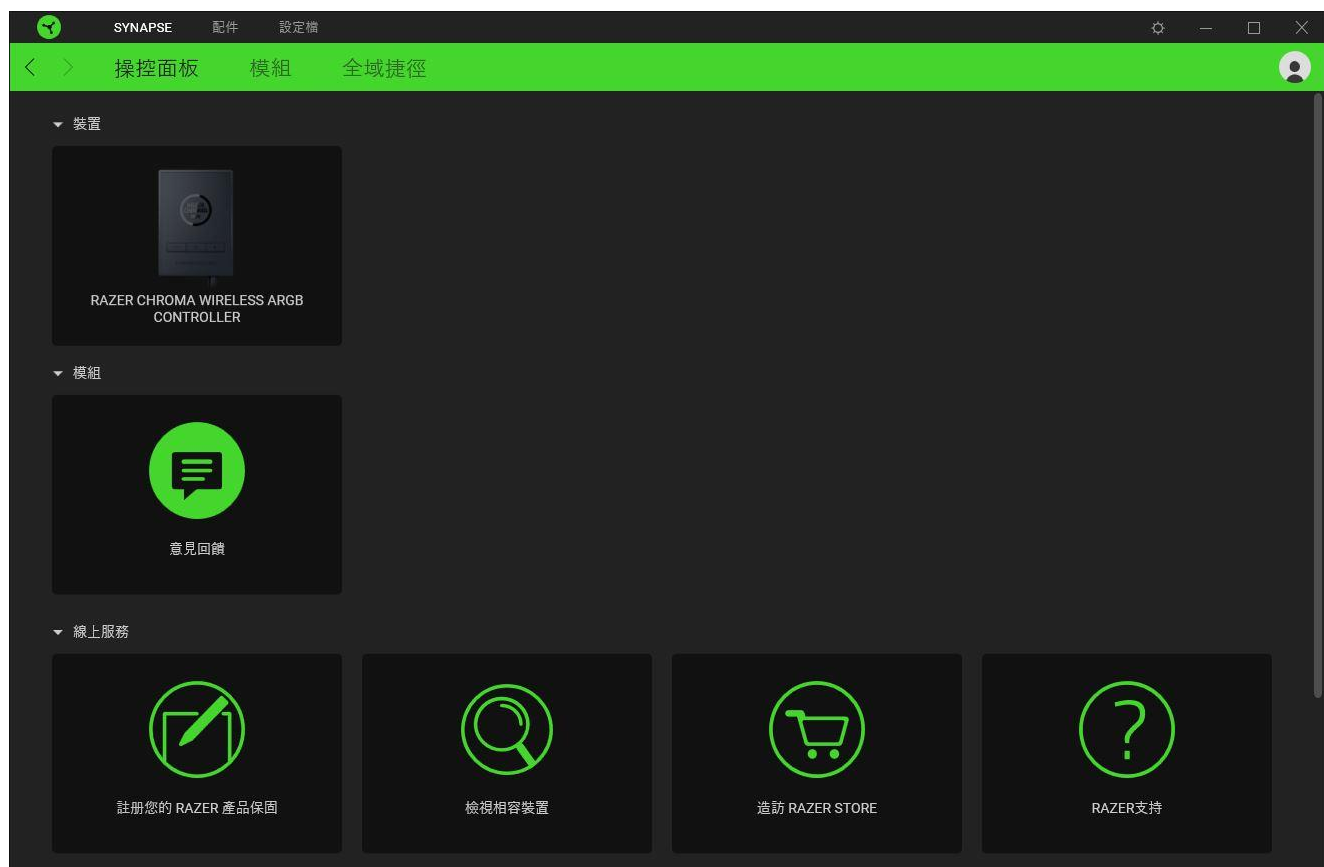 SYNAPSE 配件 設定檔
操控面板 模組 全域捷徑
裝置
RAZER CHROMA WIRELESS ARGB
CONTROLLER
模組
意見回饋
線上服務
註册您的 RAZER 產品保固
檢視相容裝置
造訪 RAZER STORE
RAZER支持